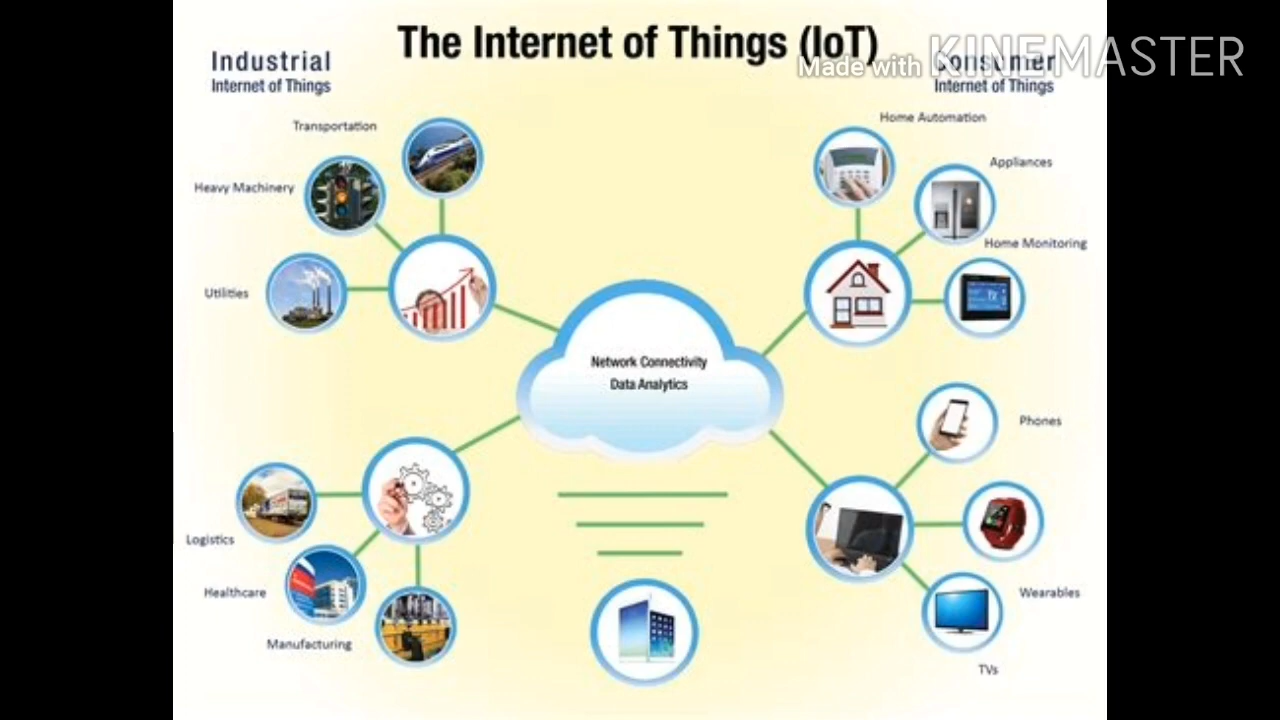 The Internet of Things (IoT)
Made with KINEMASTER
Industrial
Internet of Things
Consumer
Internet of Things
Transportation
Heavy Machinery
Utilities
Home Automation
Appliances
Home Monitoring
Network Connectivity
Data Analytics
Logistics
Healthcare
Manufacturing
Phones
Wearables
TVs